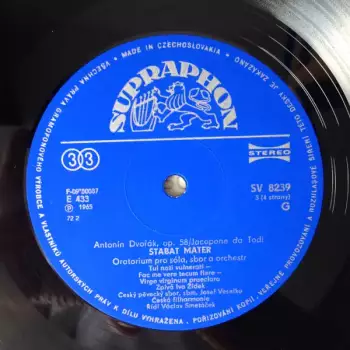 MADE IN CZECHOSLOVAKIA
VŠECHNA PRÁVA GRAMOFONOVÉHO VÝROBCE A VLASTNÍKŮ AUTORSKÝCH PRÁV K DÍLU VYHRAŽENA. POŘIZOVÁNÍ KOPIÍ, VEŘEJNÉ PROVOZOVÁNÍ A ROZHLASOVÉ ŠÍŘENÍ TÉTO DESKY JE ZAKÁZÁNO
SUPRAPHON
33
STEREO
E 433
SV 8239
℗ 1965
3 (4 strany)
72 2
G
Antonín Dvořák, op. 58/Jacopone da Todi
STABAT MATER
Oratorium pro sóla, sbor a orchestr
Tui nati vulnerati –
Fac me vere tecum flere –
Virgo virginum praeclara
Zpívá Ivo Žídek
Český pěvecký sbor, sbm. Josef Veselka
Česká filharmonie
Řídí Václav Smetáček